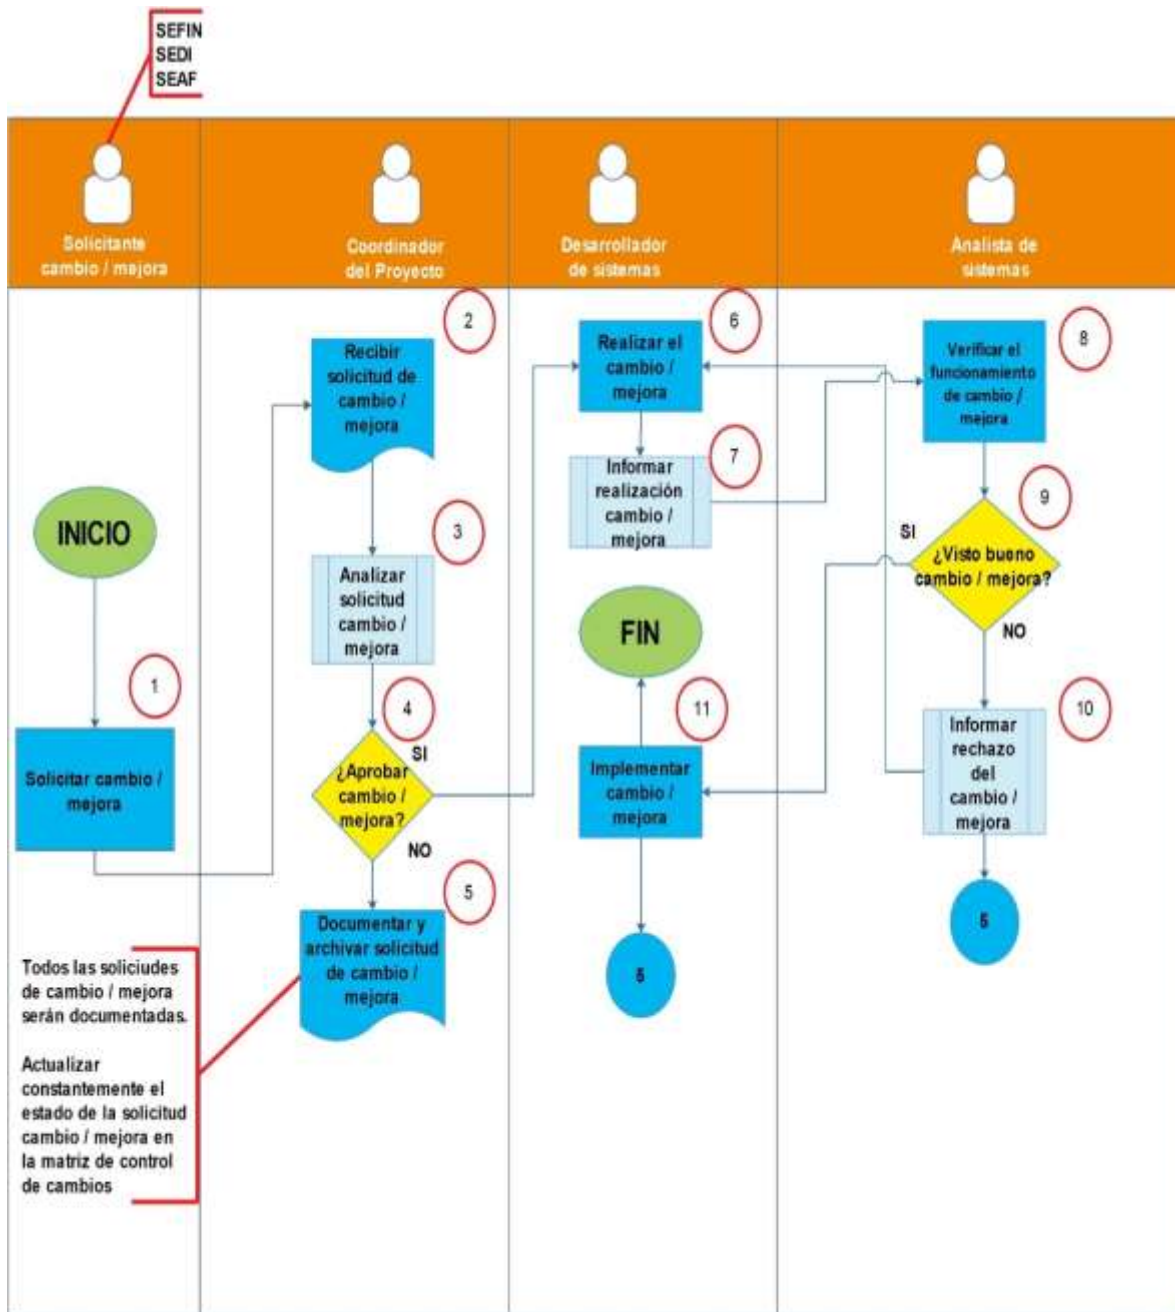 SEFIN
SEDI
SEAF
Solicitante
cambio / mejora
Coordinador
del Proyecto
Desarrollador
de sistemas
Analista de
sistemas
INICIO
1
Solicitar cambio /
mejora
2
Recibir
solicitud de
cambio /
mejora
3
Analizar
solicitud
cambio /
mejora
4
¿Aprobar
cambio /
mejora?
SI
NO
5
Documentar y
archivar solicitud
de cambio /
mejora
Todos las soliciudes
de cambio / mejora
serán documentadas.
Actualizar
constantemente el
estado de la solicitud
cambio / mejora en
la matriz de control
de cambios
6
Realizar el
cambio /
mejora
7
Informar
realización
cambio /
mejora
8
Verificar el
funcionamiento
de cambio /
mejora
9
¿Visto bueno
cambio / mejora?
SI
NO
10
Informar
rechazo
del
cambio /
mejora
5
11
Implementar
cambio /
mejora
FIN
5